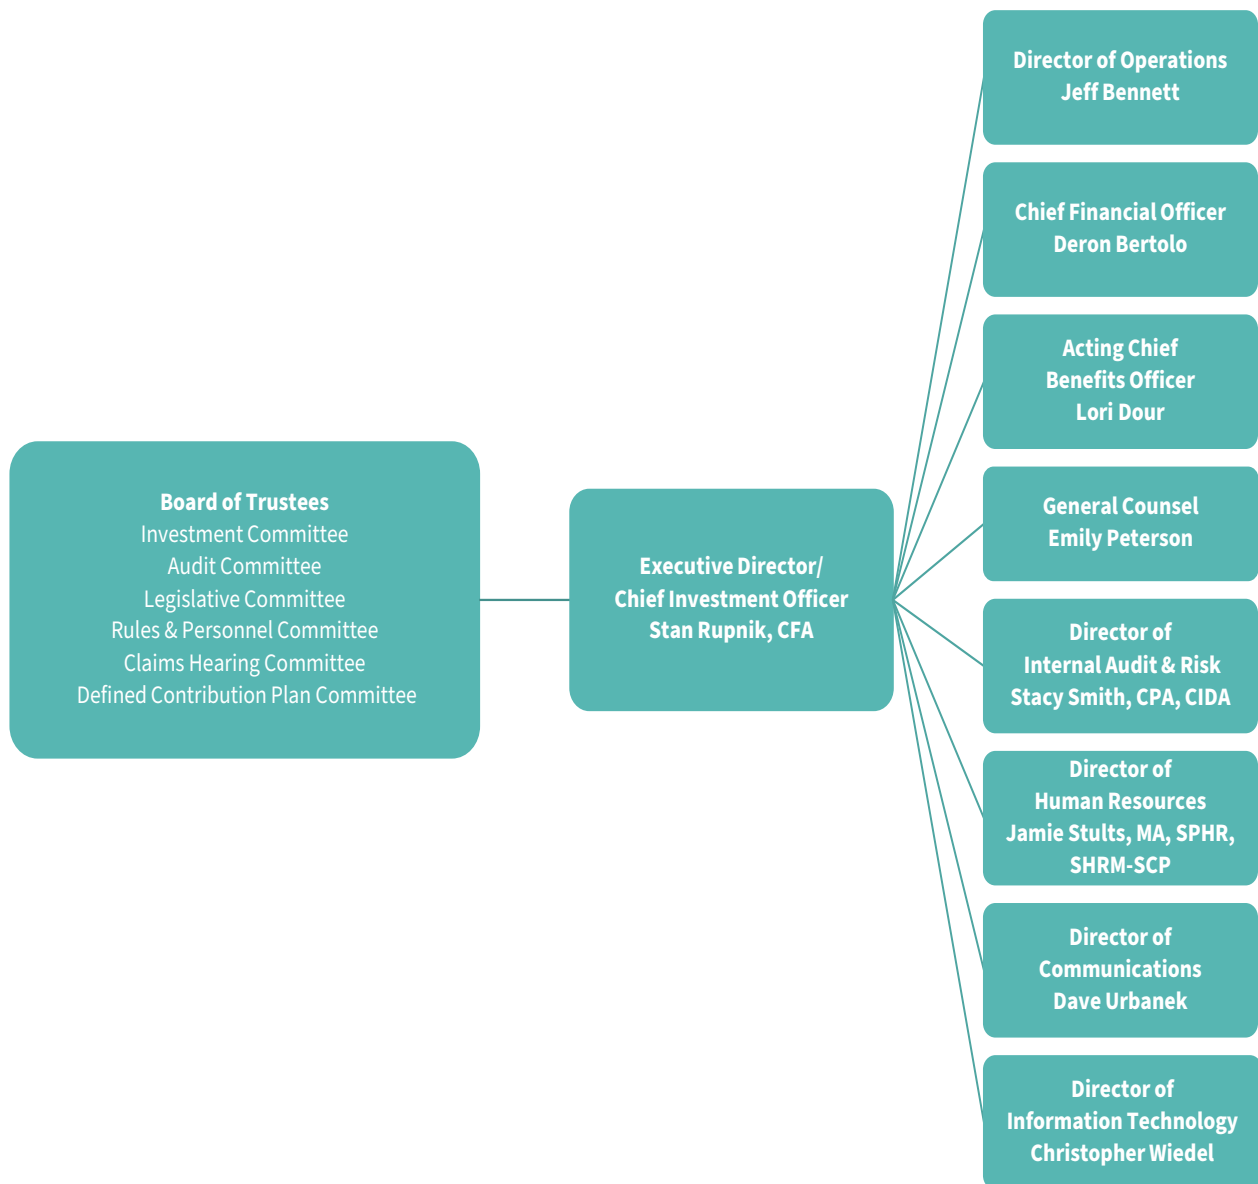 Board of Trustees
Investment Committee
Audit Committee
Legislative Committee
Rules & Personnel Committee
Claims Hearing Committee
Defined Contribution Plan Committee
Executive Director/
Chief Investment Officer
Stan Rupnik, CFA
Director of Operations
Jeff Bennett
Chief Financial Officer
Deron Bertolo
Acting Chief
Benefits Officer
Lori Dour
General Counsel
Emily Peterson
Director of
Internal Audit & Risk
Stacy Smith, CPA, CIDA
Director of
Human Resources
Jamie Stults, MA, SPHR,
SHRM-SCP
Director of
Communications
Dave Urbanek
Director of
Information Technology
Christopher Wiedel